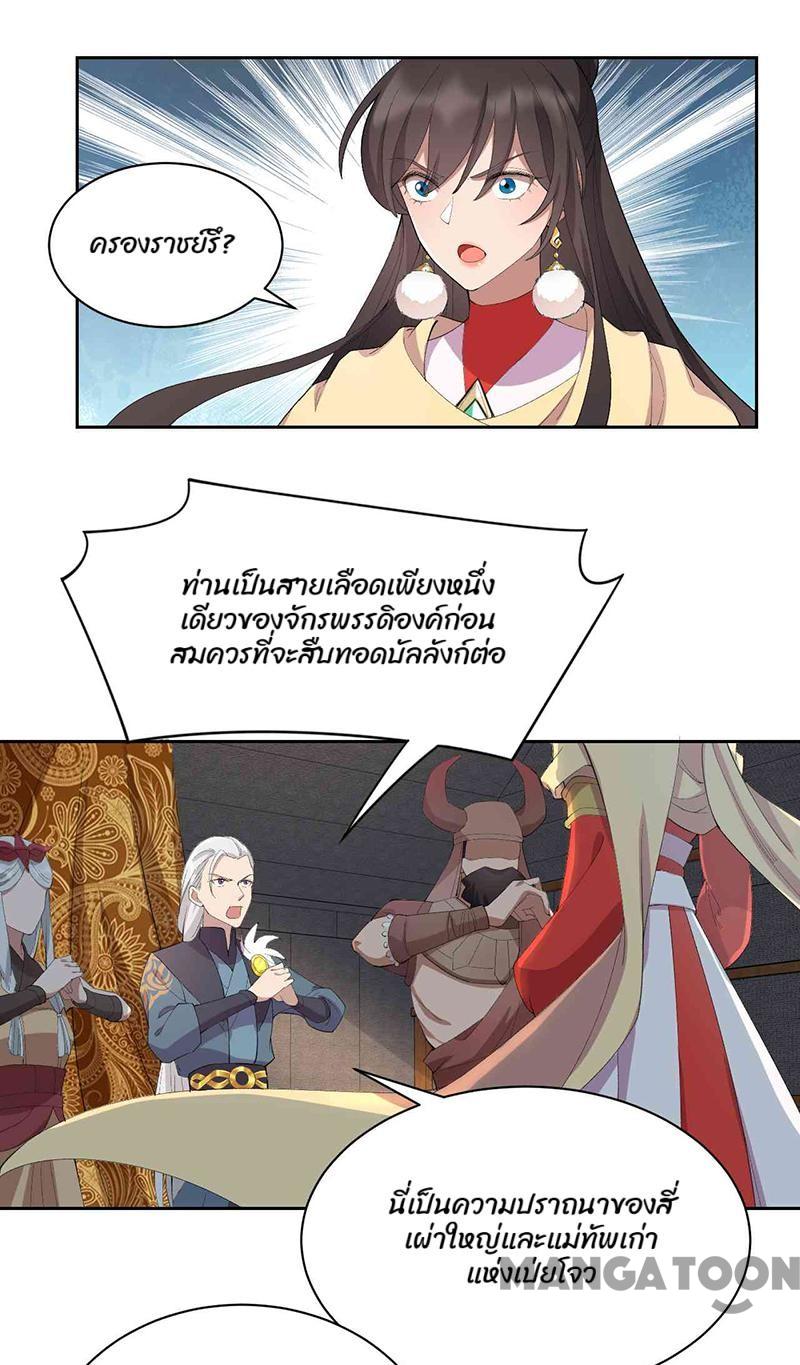 ครองราชย์รึ?
ท่านเป็นสายเลือดเพียงหนึ่ง
เดียวของจักรพรรดิองค์ก่อน
สมควรที่จะสืบทอดบัลลังก์ต่อ
นี่เป็นความปราถนาของสี่
เผ่าใหญ่และแม่ทัพเก่า
แห่งเป่ยโจว
MANGATOON